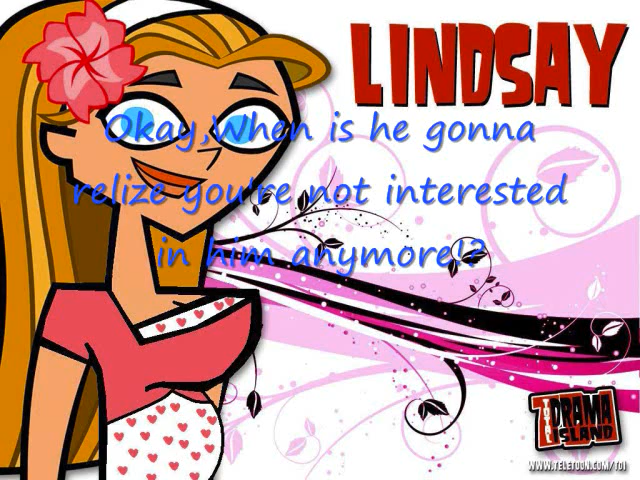 LINDSAY
Okay,When is he gonna
relize you're not interested
in him anymore!?
TOTAL
DRAMA
ISLAND
WWW.TELETOON.COM/TDI